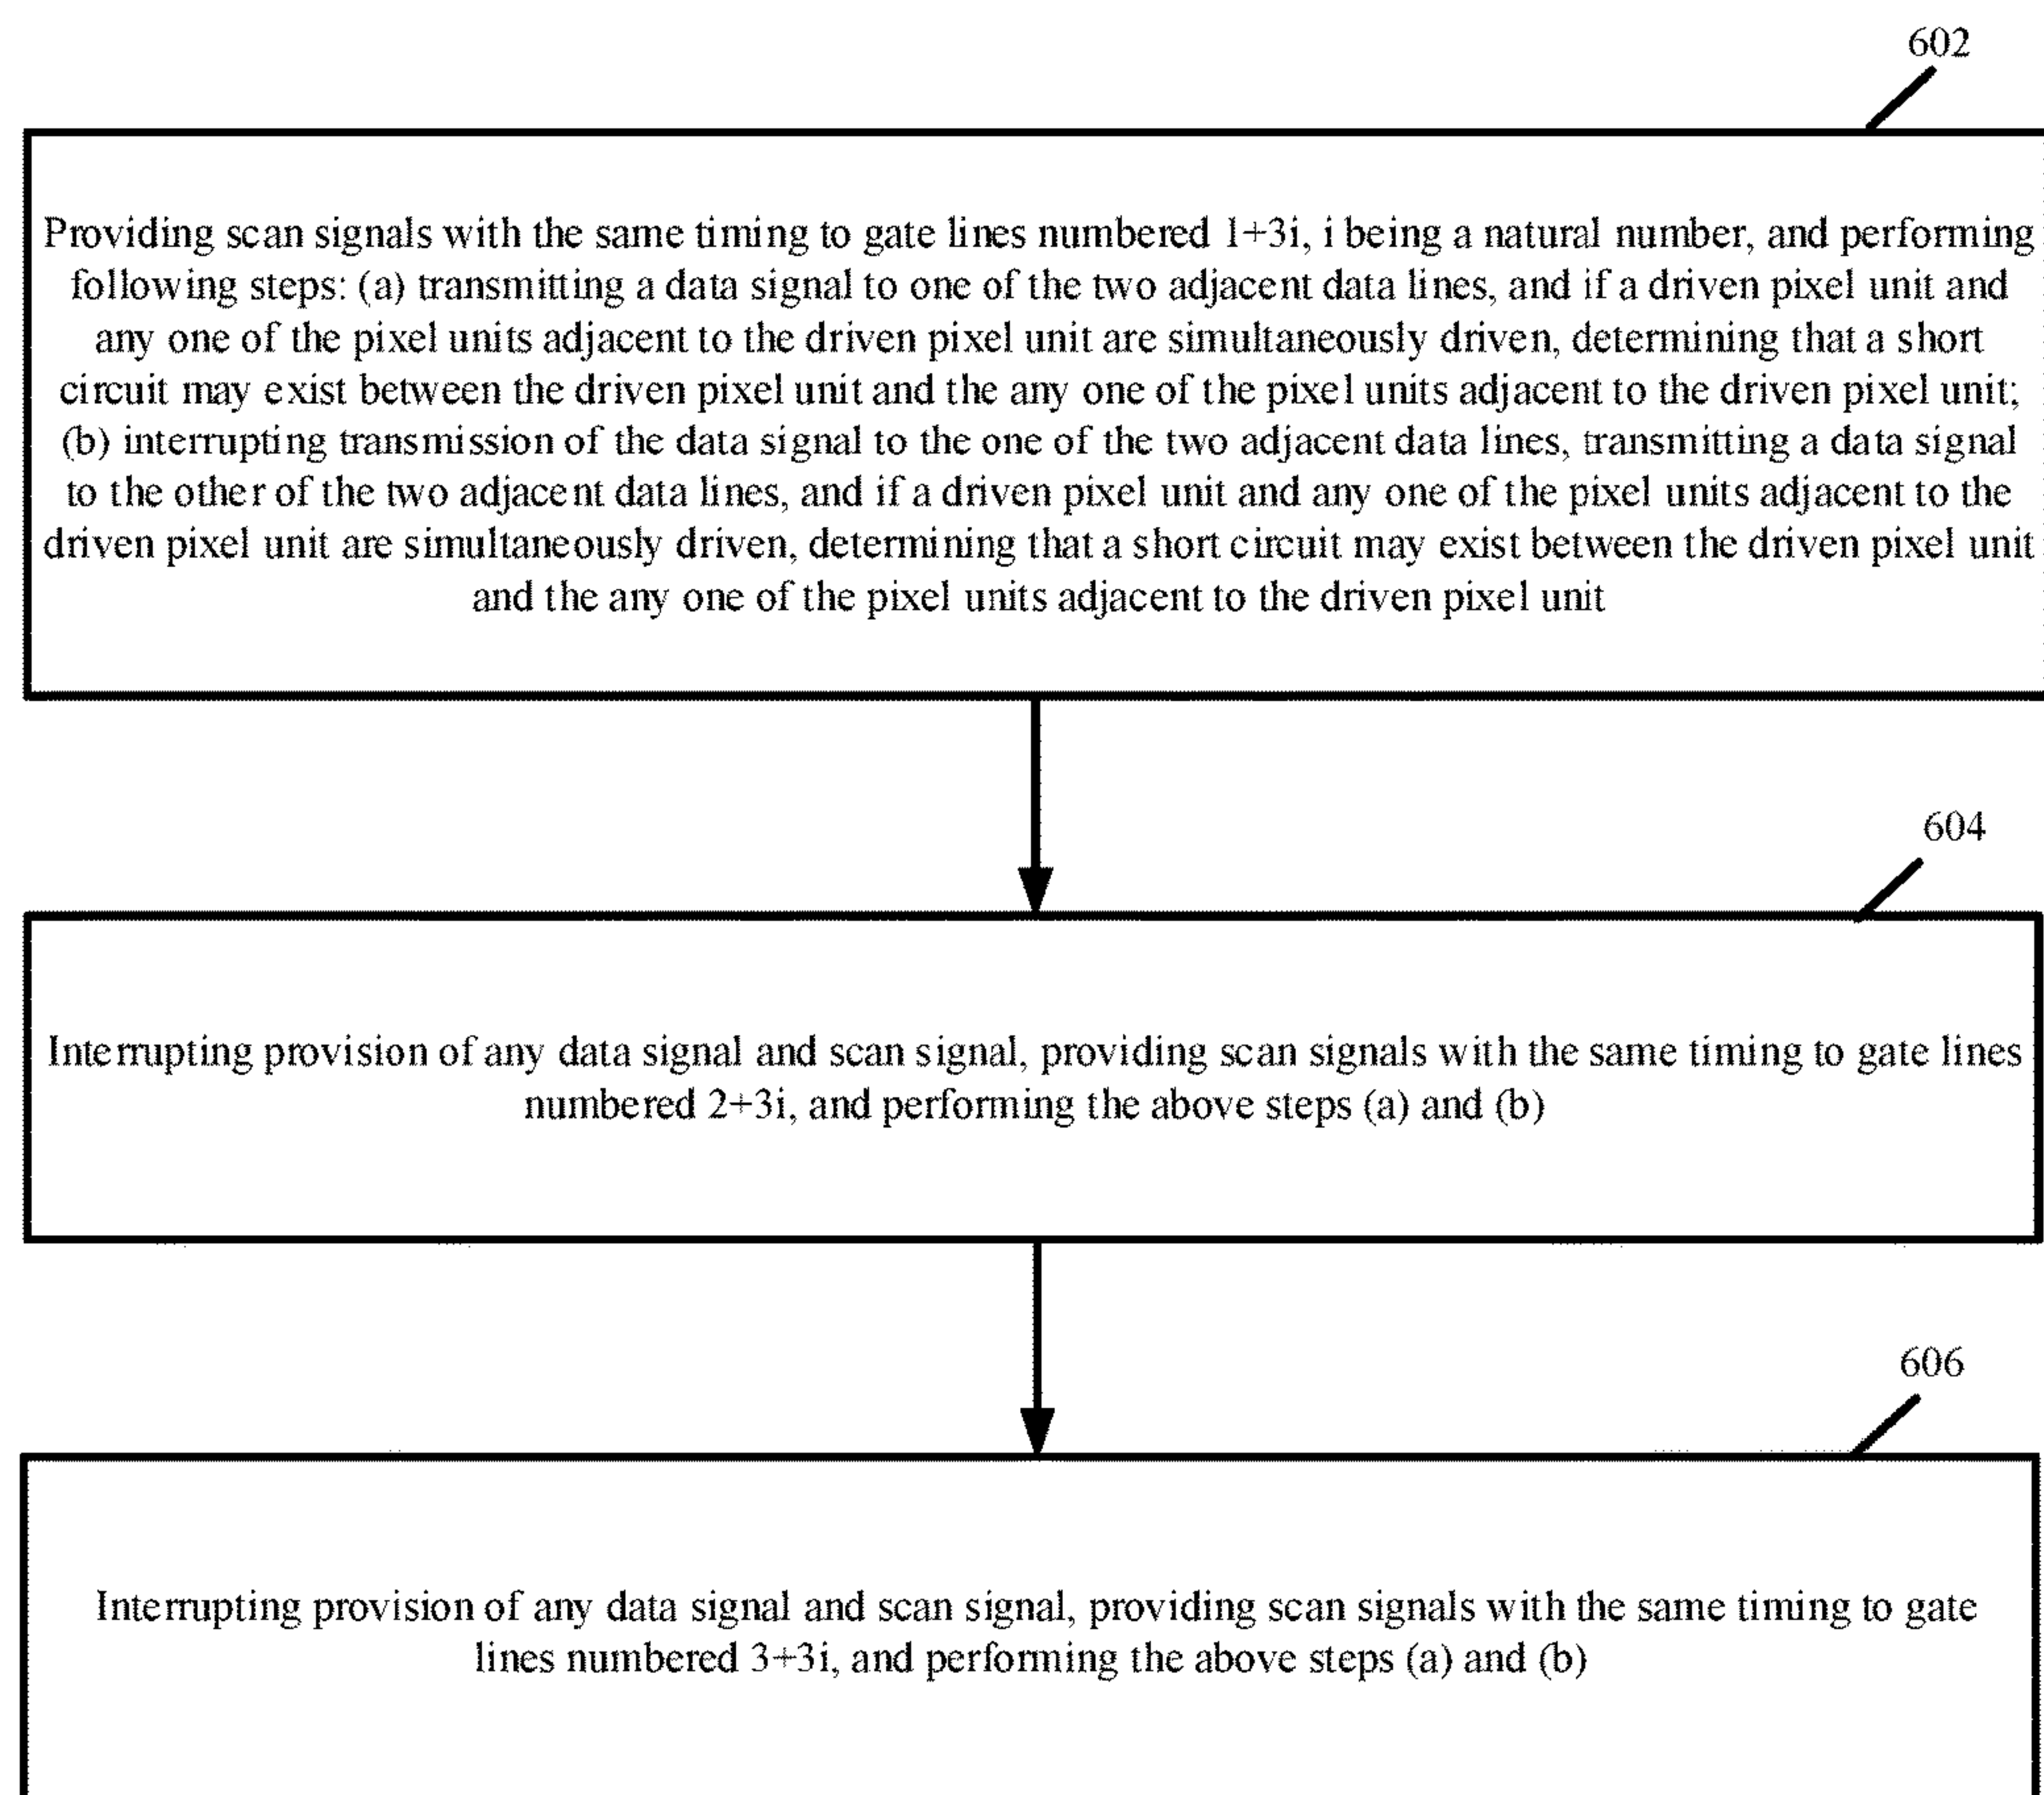 602
Providing scan signals with the same timing to gate lines numbered 1+3i, i being a natural number, and performing
following steps: (a) transmitting a data signal to one of the two adjacent data lines, and if a driven pixel unit and
any one of the pixel units adjacent to the driven pixel unit are simultaneously driven, determining that a short
circuit may exist between the driven pixel unit and the any one of the pixel units adjacent to the driven pixel unit;
(b) interrupting transmission of the data signal to the one of the two adjacent data lines, transmitting a data signal
to the other of the two adjacent data lines, and if a driven pixel unit and any one of the pixel units adjacent to the
driven pixel unit are simultaneously driven, determining that a short circuit may exist between the driven pixel unit
and the any one of the pixel units adjacent to the driven pixel unit
604
Interrupting provision of any data signal and scan signal, providing scan signals with the same timing to gate lines
numbered 2+3i, and performing the above steps (a) and (b)
606
Interrupting provision of any data signal and scan signal, providing scan signals with the same timing to gate
lines numbered 3+3i, and performing the above steps (a) and (b)